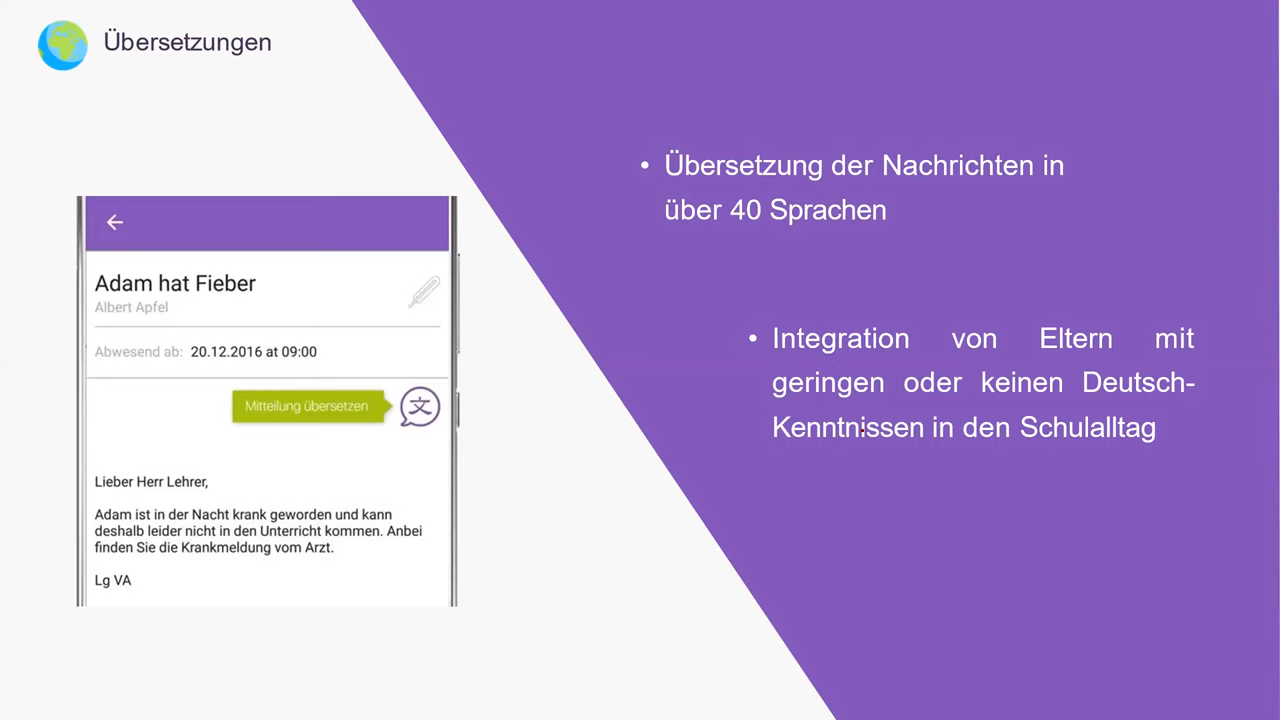 Übersetzungen
Übersetzung der Nachrichten in
über 40 Sprachen
Adam hat Fieber
Albert Apfel
Abwesend ab: 20.12.2016 at 09:00
Mitteilung übersetzen
文
Lieber Herr Lehrer,
Adam ist in der Nacht krank geworden und kann
deshalb leider nicht in den Unterricht kommen. Anbei
finden Sie die Krankmeldung vom Arzt.
Lg VA
Integration von Eltern mit
geringen oder keinen Deutsch-
Kenntnissen in den Schulalltag